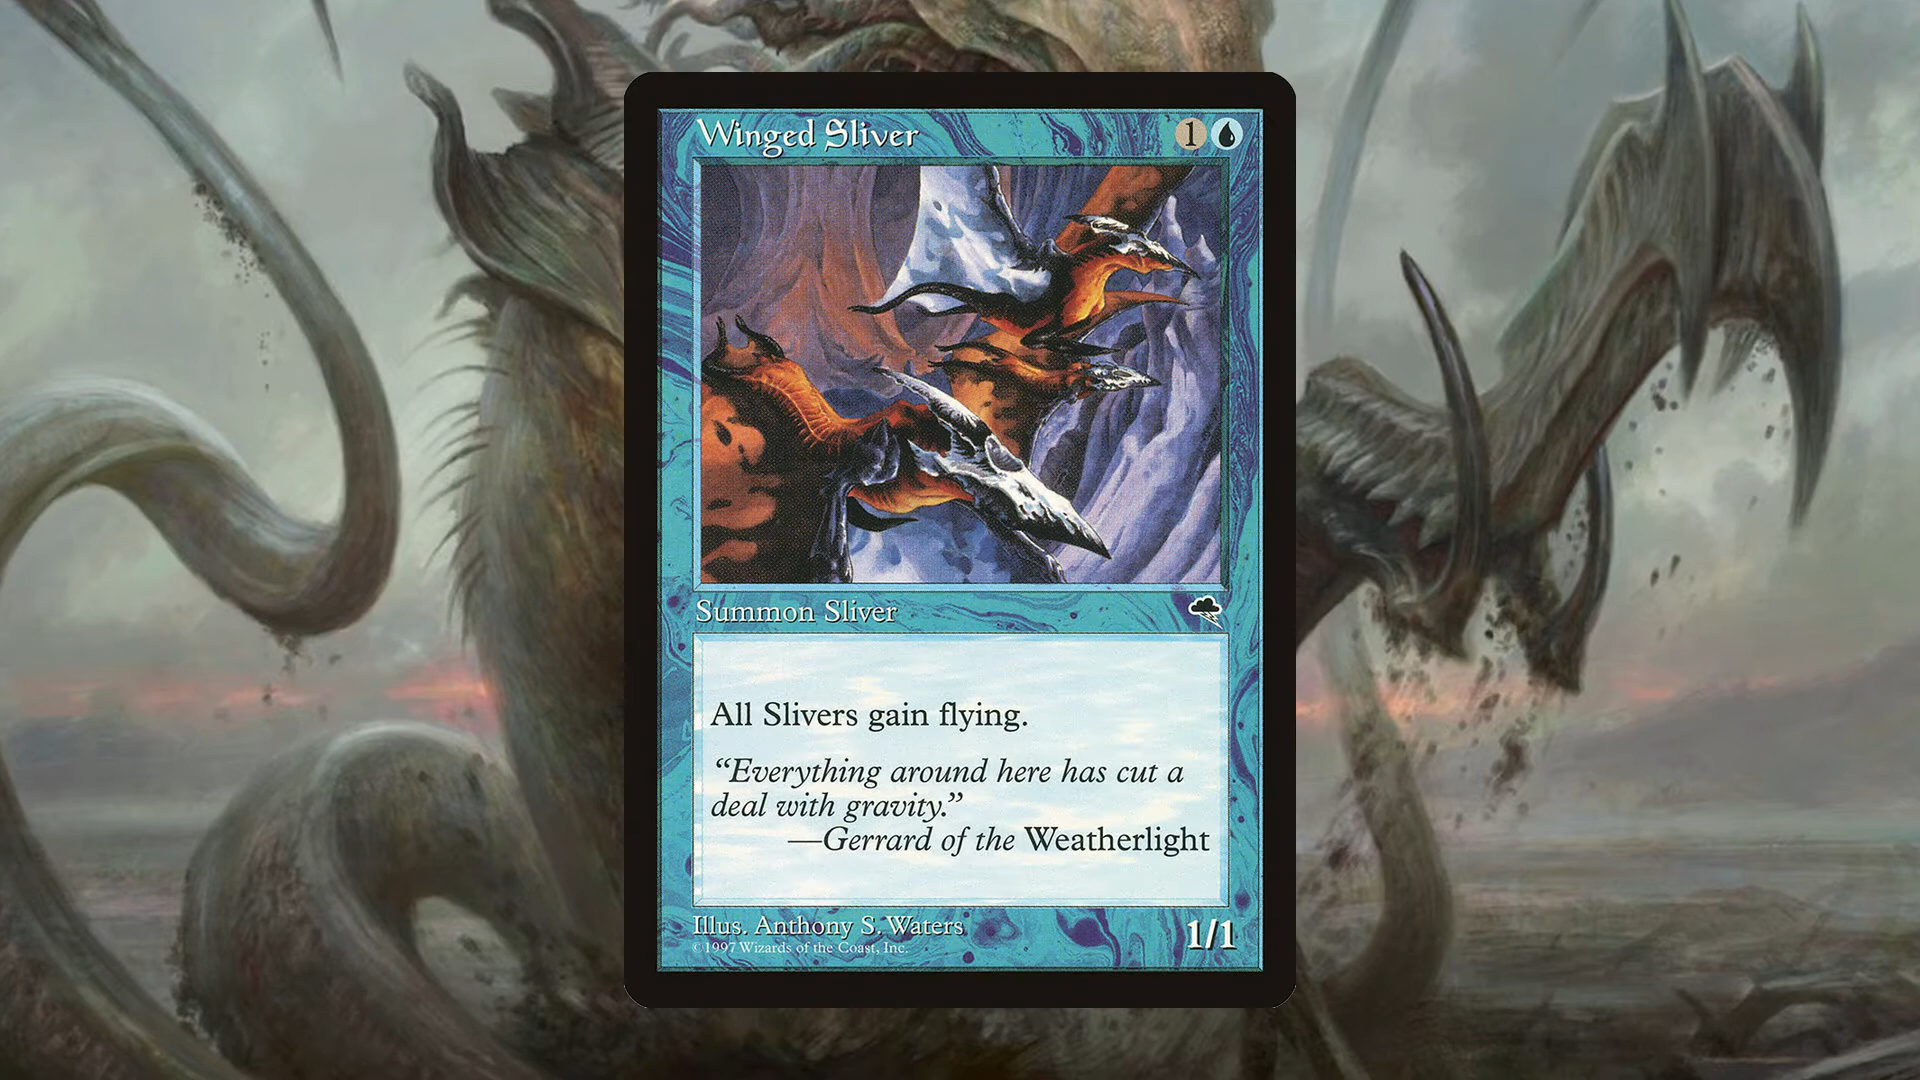 Winged Sliver
1
Summon Sliver
All Slivers gain flying.
“Everything around here has cut a
deal with gravity.”
—Gerrard of the Weatherlight
Illus. Anthony S. Waters
1/1
©1997 Wizards of the Coast, Inc.